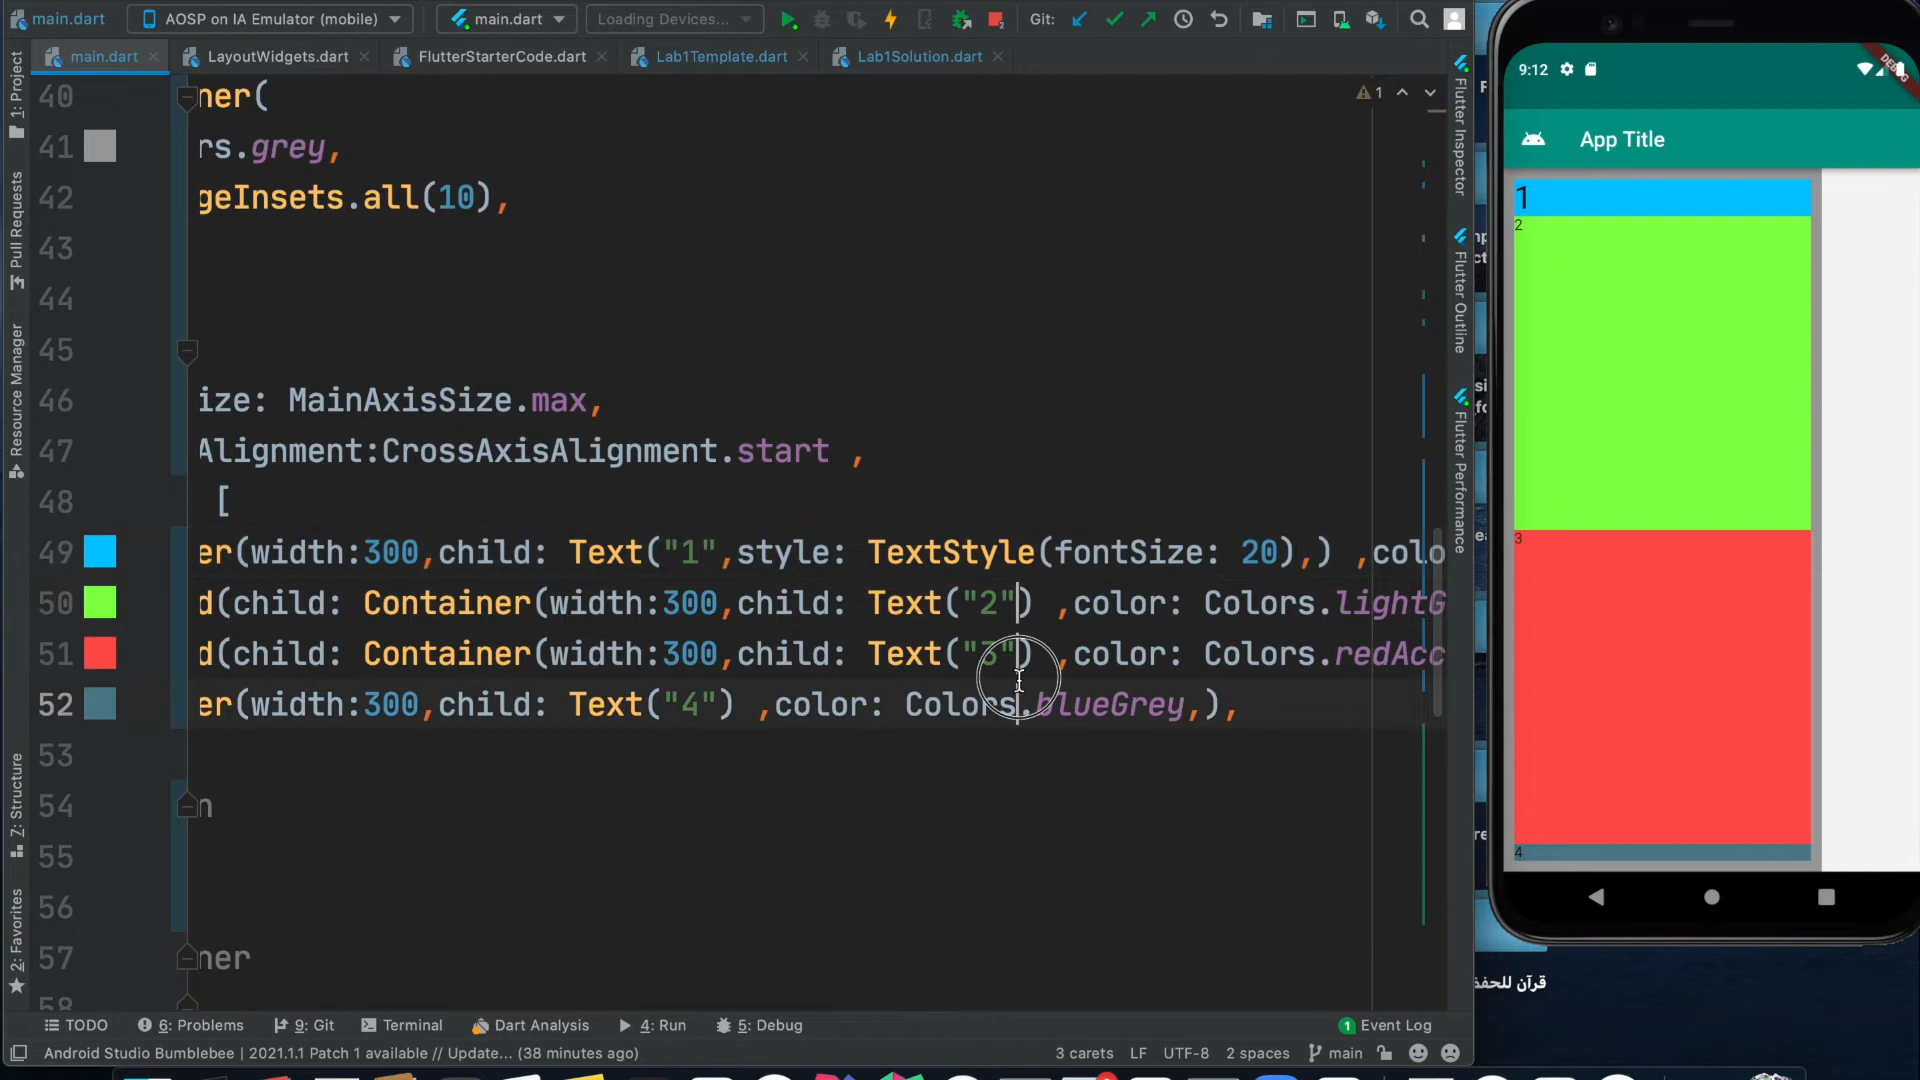 main.dart
AOSP on IA Emulator (mobile)
main.dart
Loading Devices...
Git:
main.dart
LayoutWidgets.dart
FlutterStarterCode.dart
Lab1Template.dart
Lab1Solution.dart
1: Project
Pull Requests
Resource Manager
7: Structure
2: Favorites
1
40 ner(
41 rs.grey,
42 geInsets.all(10),
43
44
45
46 ize: MainAxisSize.max,
47 Alignment:CrossAxisAlignment.start ,
48 [
49 er(width:300,child: Text("1",style: TextStyle(fontSize: 20),) ,colo
50 d(child: Container(width:300,child: Text("2") ,color: Colors.lightG
51 d(child: Container(width:300,child: Text("3") ,color: Colors.redAcc
52 er(width:300,child: Text("4") ,color: Colors.blueGrey,),
53
54 n
55
56
57 ner
58
Flutter Inspector
Flutter Outline
Flutter Performance
9:12
DEBUG
App Title
1
2
3
4
قرآن للحفظ
TODO
6: Problems
9: Git
Terminal
Dart Analysis
4: Run
5: Debug
1 Event Log
Android Studio Bumblebee | 2021.1.1 Patch 1 available // Update... (38 minutes ago)
3 carets
LF
UTF-8
2 spaces
main